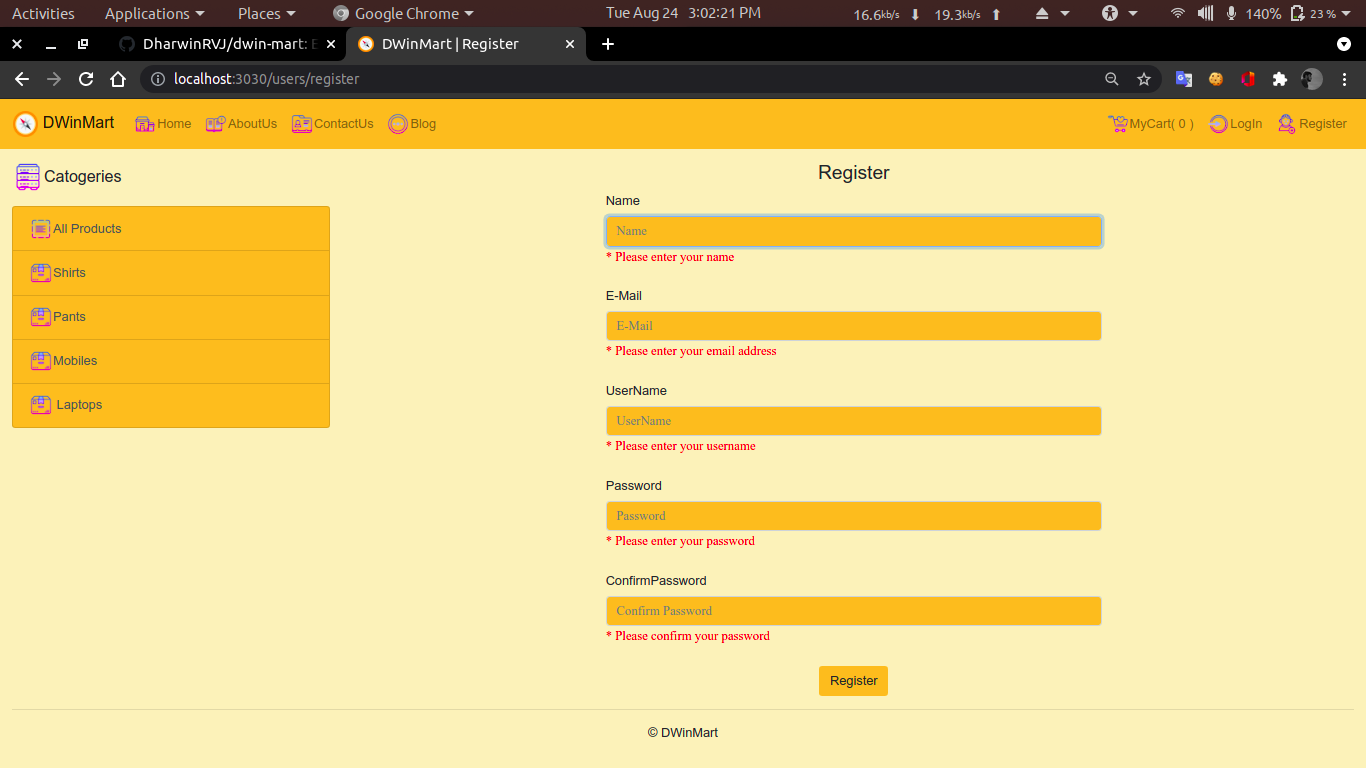 Activities Applications Places Google Chrome Tue Aug 24 3:02:21 PM 16.6kb/s 19.3kb/s 140% 23 %
DharwinRVJ/dwin-mart: E DWinMart | Register
localhost:3030/users/register
DWinMart Home AboutUs ContactUs Blog MyCart( 0 ) LogIn Register
Catogeries
All Products
Shirts
Pants
Mobiles
Laptops
Register
Name
Name
* Please enter your name
E-Mail
E-Mail
* Please enter your email address
UserName
UserName
* Please enter your username
Password
Password
* Please enter your password
ConfirmPassword
Confirm Password
* Please confirm your password
Register
© DWinMart